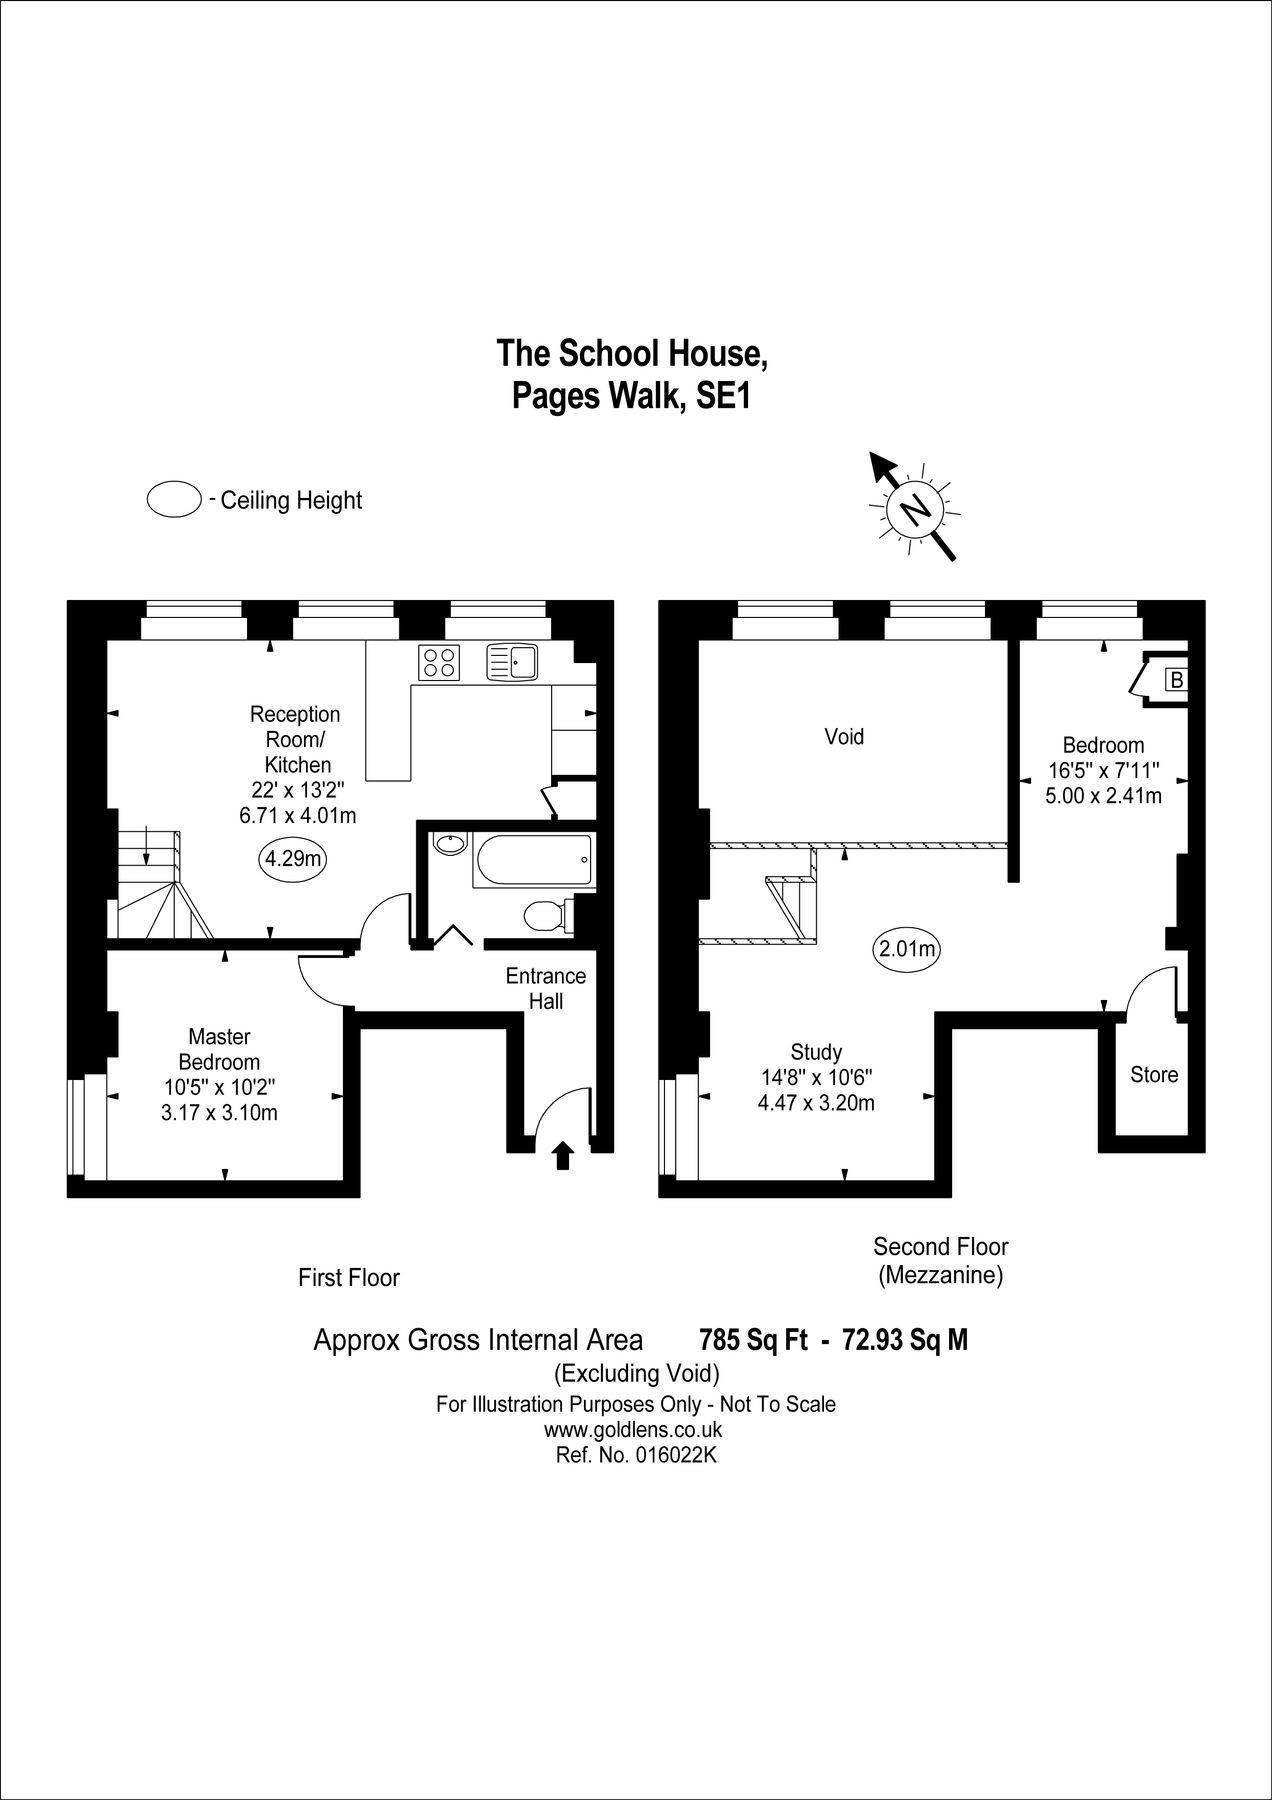 The School House,
Pages Walk, SE1
- Ceiling Height
N
Reception
Room/
Kitchen
22' x 13'2"
6.71 x 4.01m
4.29m
Entrance
Hall
Master
Bedroom
10'5" x 10'2"
3.17 x 3.10m
First Floor
Void
B
Bedroom
16'5" x 7'11"
5.00 x 2.41m
2.01m
Study
14'8" x 10'6"
4.47 x 3.20m
Store
Second Floor
(Mezzanine)
Approx Gross Internal Area 785 Sq Ft - 72.93 Sq M
(Excluding Void)
For Illustration Purposes Only - Not To Scale
www.goldlens.co.uk
Ref. No. 016022K